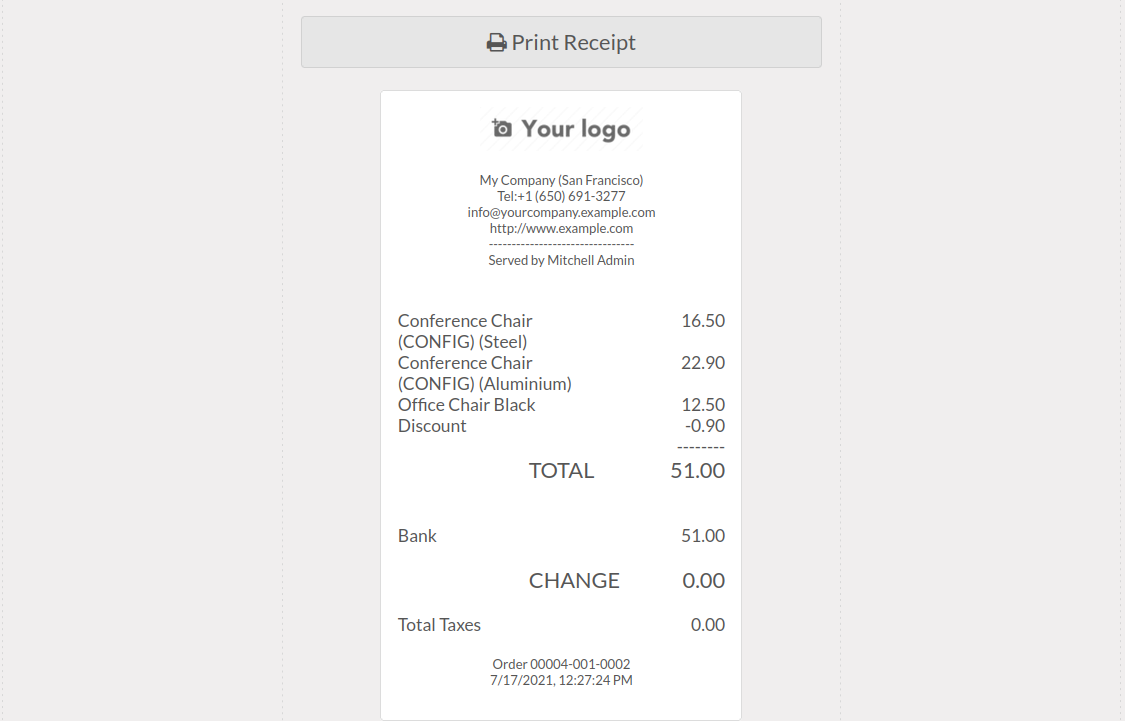 Print Receipt
Your logo
My Company (San Francisco)
Tel:+1 (650) 691-3277
info@yourcompany.example.com
http://www.example.com
--------------------------------
Served by Mitchell Admin
Conference Chair 16.50
(CONFIG) (Steel)
Conference Chair 22.90
(CONFIG) (Aluminium)
Office Chair Black 12.50
Discount -0.90
--------
TOTAL 51.00
Bank 51.00
CHANGE 0.00
Total Taxes 0.00
Order 00004-001-0002
7/17/2021, 12:27:24 PM